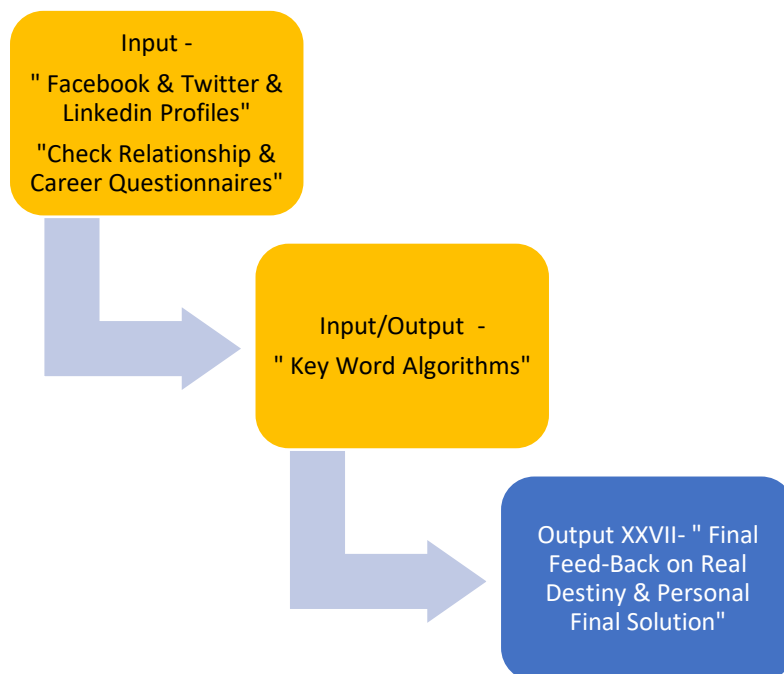 Input -
" Facebook & Twitter &
Linkedin Profiles"
"Check Relationship &
Career Questionnaires"
Input/Output  -
" Key Word Algorithms"
Output XXVII- " Final
Feed-Back on Real
Destiny & Personal
Final Solution"